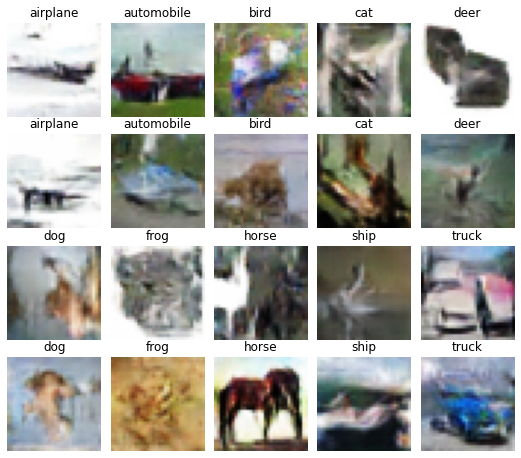 airplane automobile bird cat deer
airplane automobile bird cat deer
dog frog horse ship truck
dog frog horse ship truck